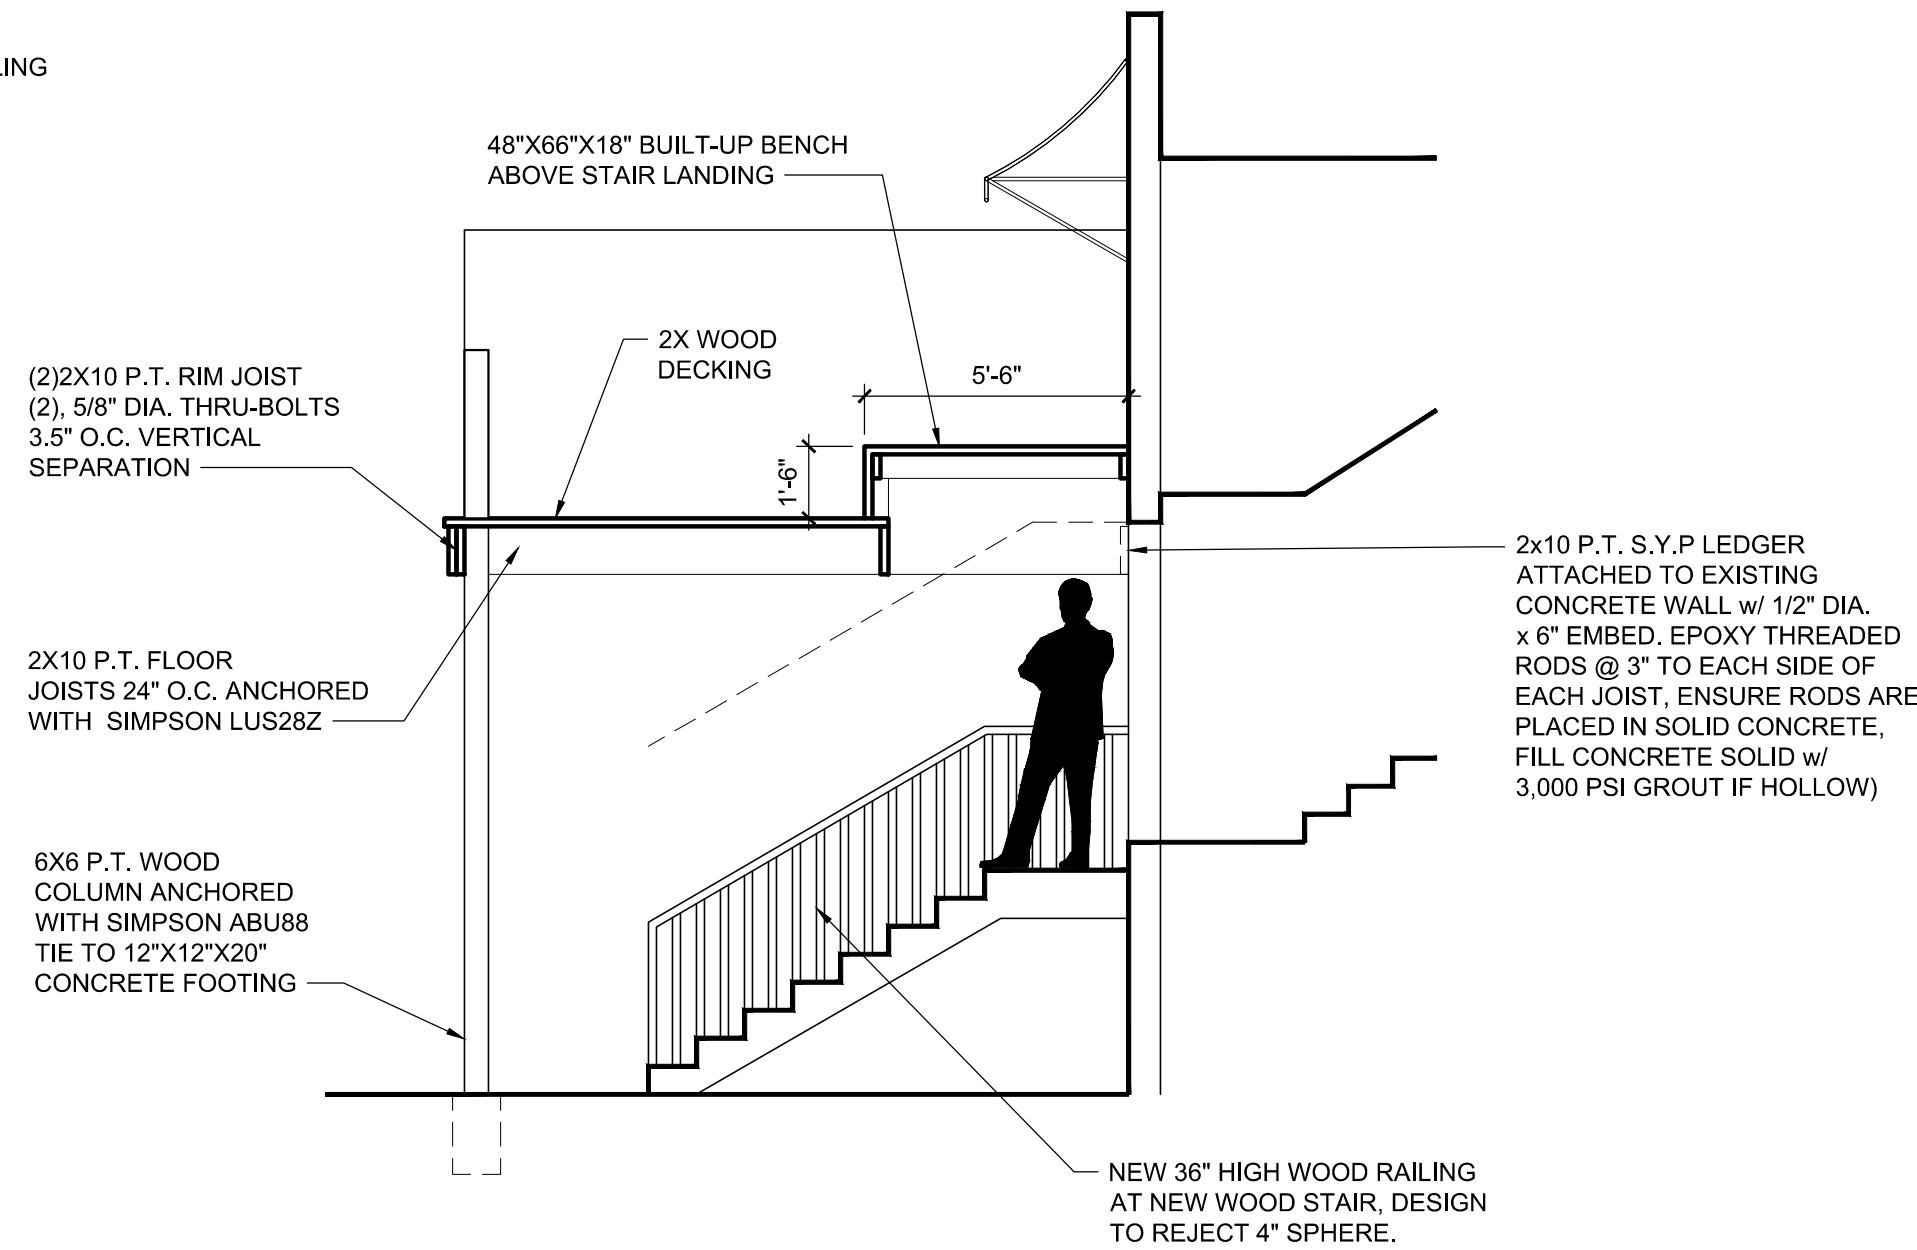 48"X66"X18" BUILT-UP BENCH
ABOVE STAIR LANDING
2X WOOD
DECKING
5'-6"
1'-6"
(2)2X10 P.T. RIM JOIST
(2), 5/8" DIA. THRU-BOLTS
3.5" O.C. VERTICAL
SEPARATION
2X10 P.T. FLOOR
JOISTS 24" O.C. ANCHORED
WITH SIMPSON LUS28Z
6X6 P.T. WOOD
COLUMN ANCHORED
WITH SIMPSON ABU88
TIE TO 12"X12"X20"
CONCRETE FOOTING
2x10 P.T. S.Y.P LEDGER
ATTACHED TO EXISTING
CONCRETE WALL w/ 1/2" DIA.
x 6" EMBED. EPOXY THREADED
RODS @ 3" TO EACH SIDE OF
EACH JOIST, ENSURE RODS ARE
PLACED IN SOLID CONCRETE,
FILL CONCRETE SOLID w/
3,000 PSI GROUT IF HOLLOW)
NEW 36" HIGH WOOD RAILING
AT NEW WOOD STAIR, DESIGN
TO REJECT 4" SPHERE.